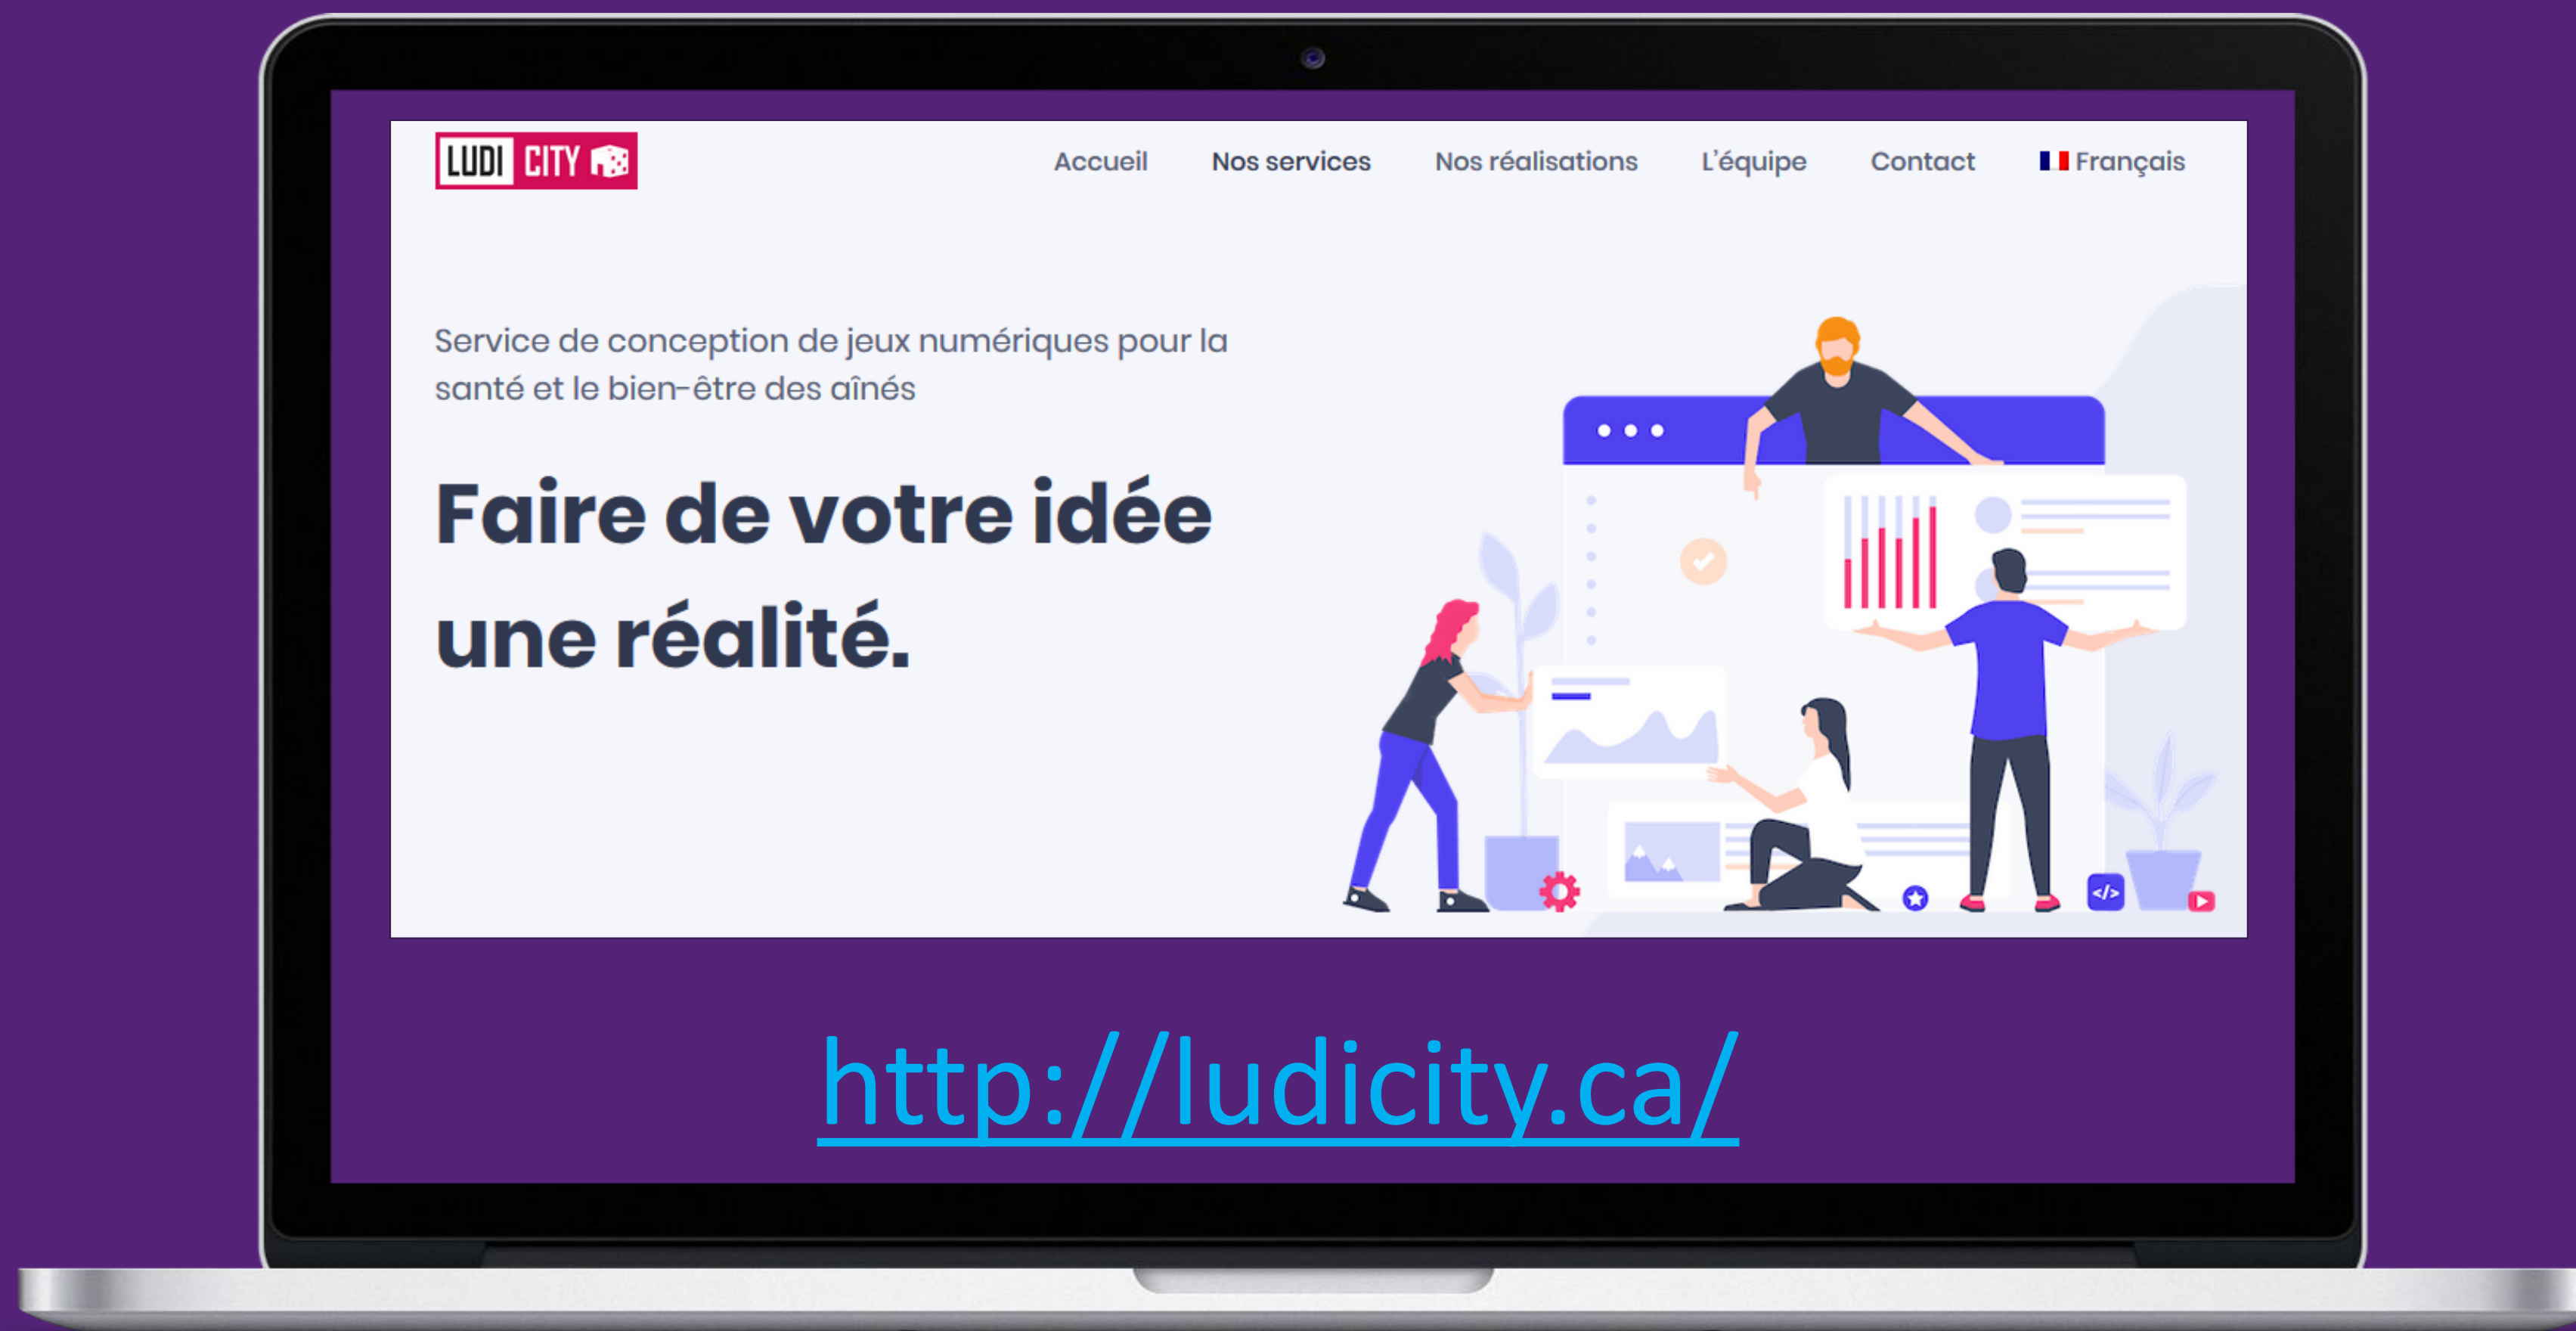 LUDI CITY
Accueil Nos services Nos réalisations L'équipe Contact Français
Service de conception de jeux numériques pour la
santé et le bien-être des aînés
Faire de votre idée
une réalité.
</>
http://ludicity.ca/